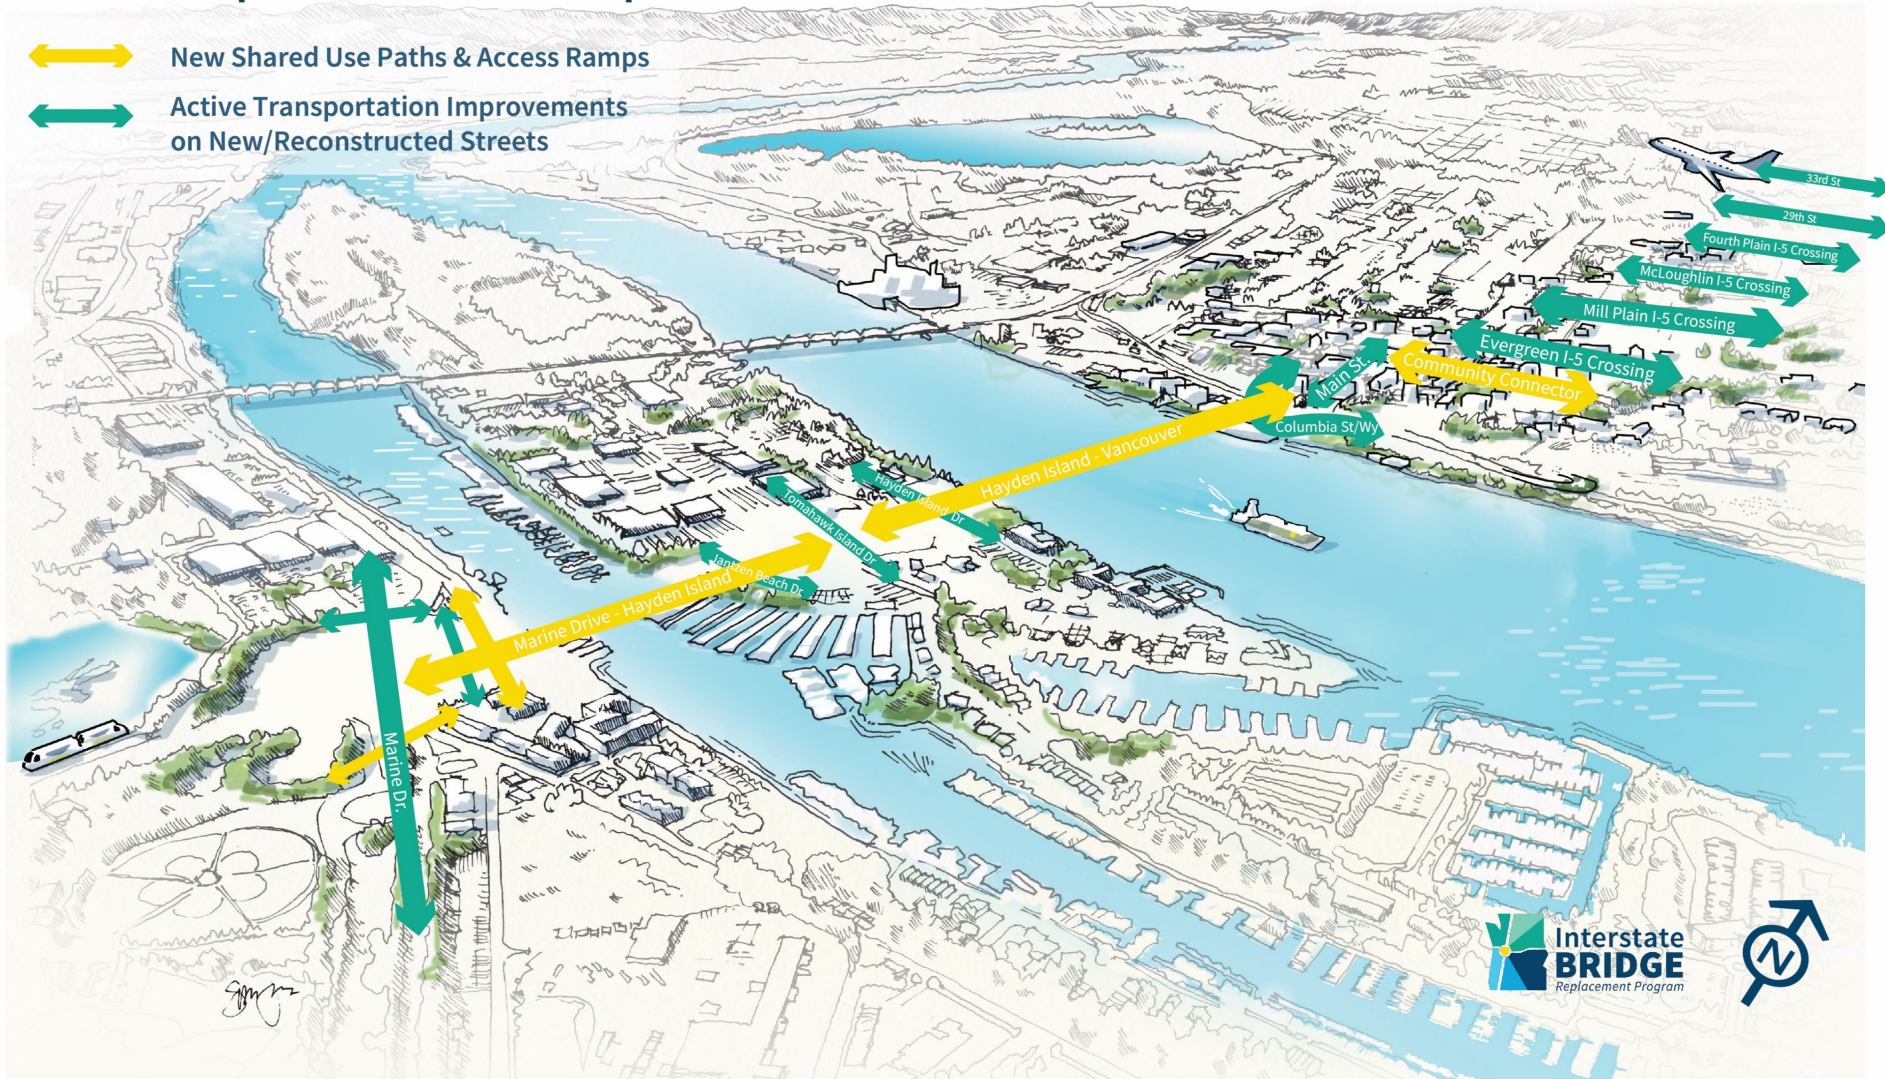 New Shared Use Paths & Access Ramps
Active Transportation Improvements
on New/Reconstructed Streets
33rd St
29th St
Fourth Plain I-5 Crossing
McLoughlin I-5 Crossing
Mill Plain I-5 Crossing
Evergreen I-5 Crossing
Community Connector
Main St.
Columbia St/Wy
Hayden Island - Vancouver
Hayden Island Dr
Tomahawk Island Dr
Jantzen Beach Dr.
Marine Drive - Hayden Island
Marine Dr.
Interstate
BRIDGE
Replacement Program
N